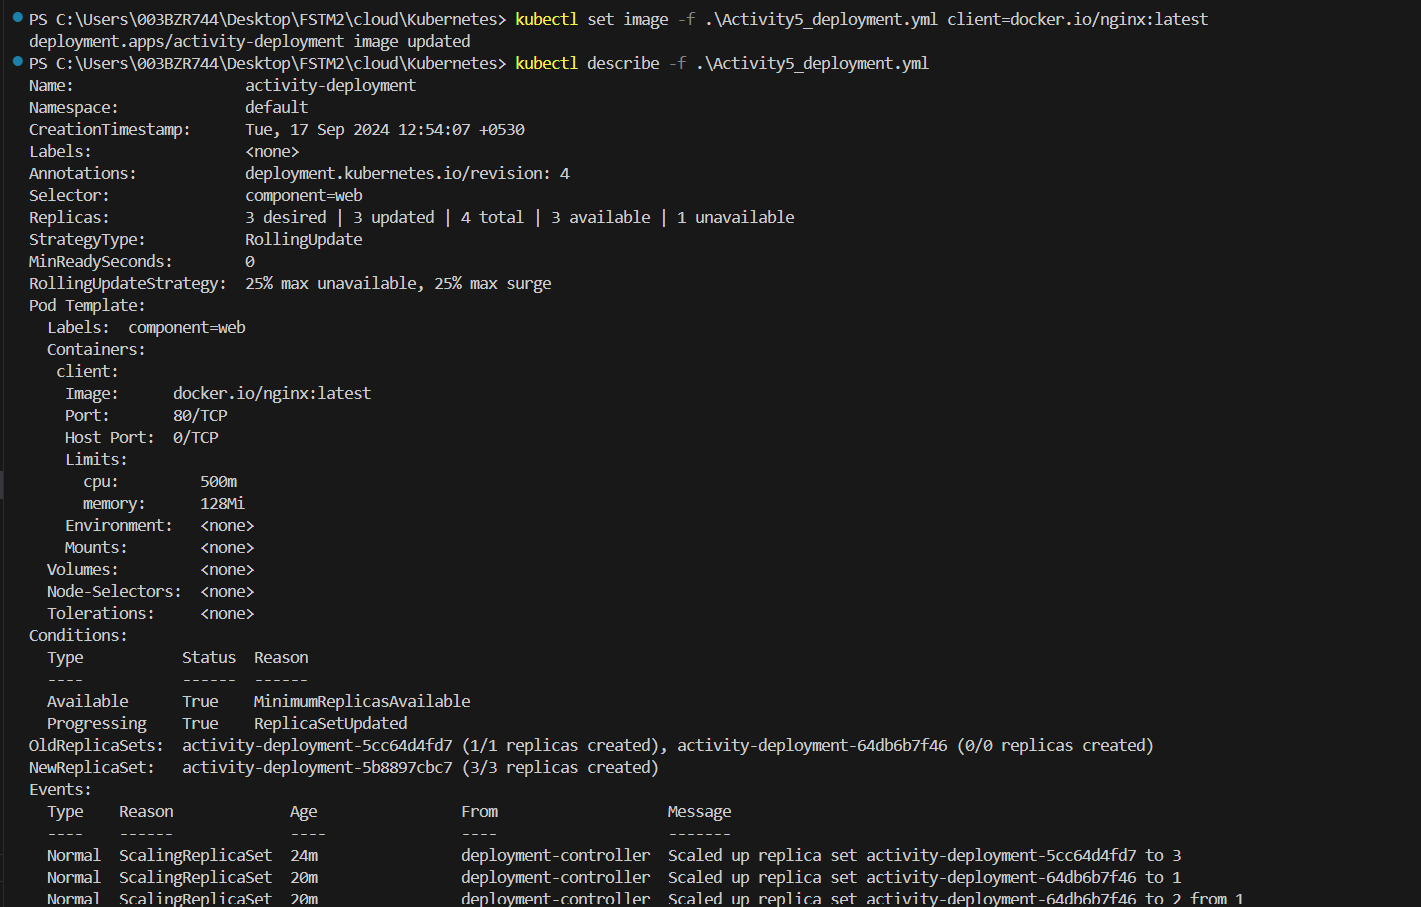 PS C:\Users\003BZR744\Desktop\FSTM2\cloud\Kubernetes> kubectl set image -f .\Activity5_deployment.yml client=docker.io/nginx:latest
deployment.apps/activity-deployment image updated
PS C:\Users\003BZR744\Desktop\FSTM2\cloud\Kubernetes> kubectl describe -f .\Activity5_deployment.yml
Name:                   activity-deployment
Namespace:              default
CreationTimestamp:      Tue, 17 Sep 2024 12:54:07 +0530
Labels:                 <none>
Annotations:            deployment.kubernetes.io/revision: 4
Selector:               component=web
Replicas:               3 desired | 3 updated | 4 total | 3 available | 1 unavailable
StrategyType:           RollingUpdate
MinReadySeconds:        0
RollingUpdateStrategy:  25% max unavailable, 25% max surge
Pod Template:
  Labels:  component=web
  Containers:
   client:
    Image:      docker.io/nginx:latest
    Port:       80/TCP
    Host Port:  0/TCP
    Limits:
      cpu:         500m
      memory:      128Mi
    Environment:   <none>
    Mounts:        <none>
  Volumes:         <none>
  Node-Selectors:  <none>
  Tolerations:     <none>
Conditions:
  Type           Status  Reason
  ----           ------  ------
  Available      True    MinimumReplicasAvailable
  Progressing    True    ReplicaSetUpdated
OldReplicaSets:  activity-deployment-5cc64d4fd7 (1/1 replicas created), activity-deployment-64db6b7f46 (0/0 replicas created)
NewReplicaSet:   activity-deployment-5b8897cbc7 (3/3 replicas created)
Events:
  Type    Reason             Age                From                   Message
  ----    ------             ----               ----                   -------
  Normal  ScalingReplicaSet  24m                deployment-controller  Scaled up replica set activity-deployment-5cc64d4fd7 to 3
  Normal  ScalingReplicaSet  20m                deployment-controller  Scaled up replica set activity-deployment-64db6b7f46 to 1
  Normal  ScalingReplicaSet  20m                deployment-controller  Scaled up replica set activity-deployment-64db6b7f46 to 2 from 1